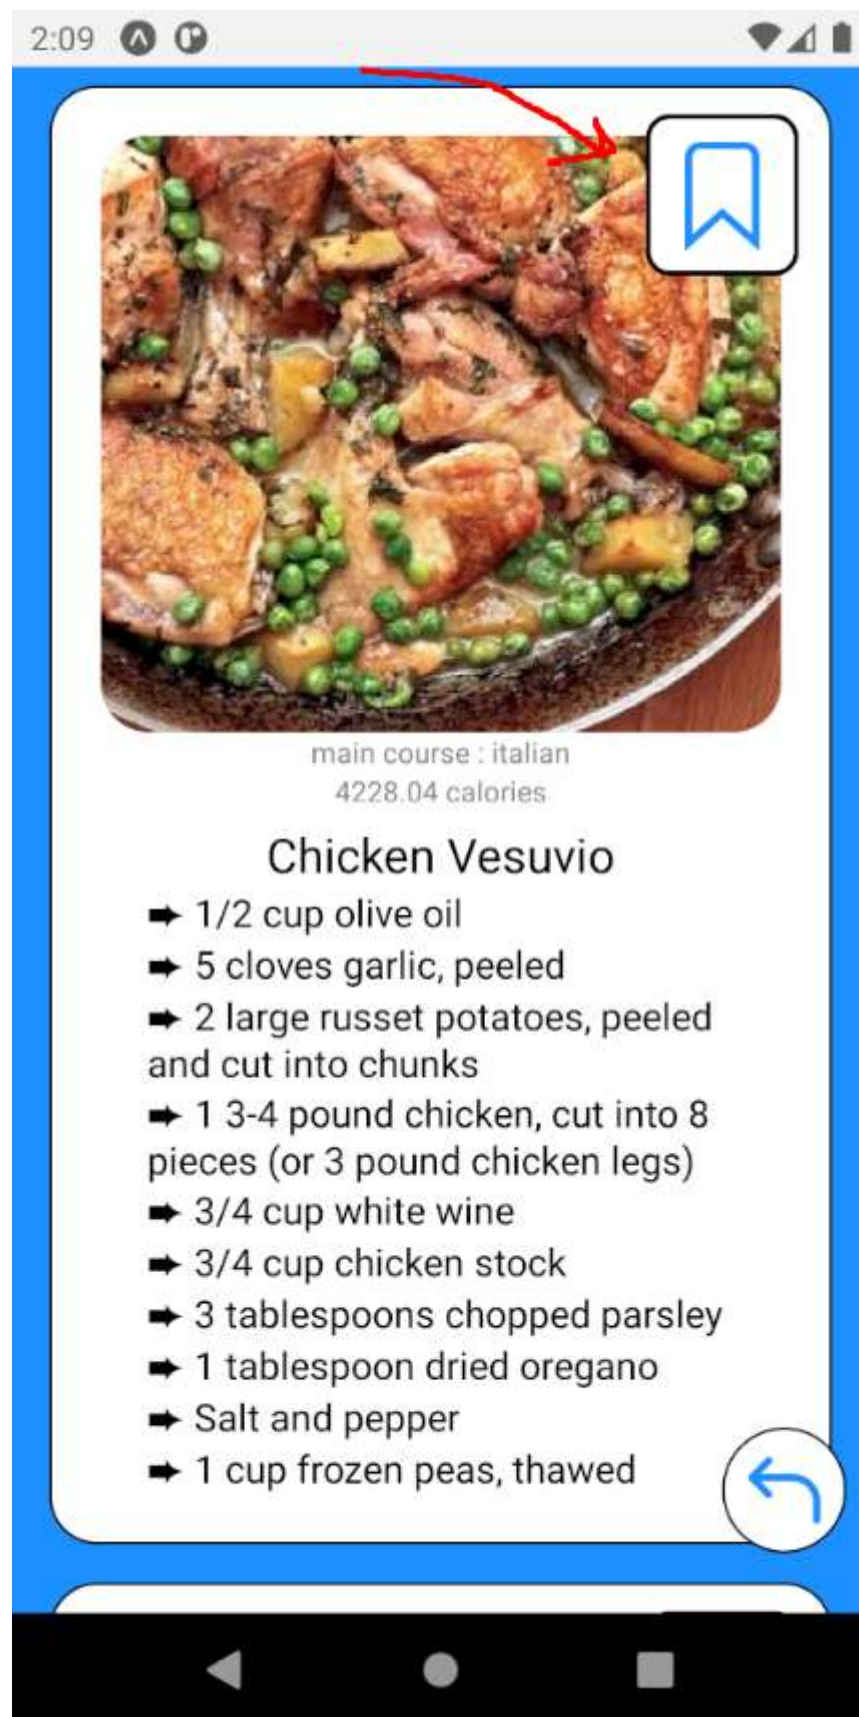 2:09
main course : italian
4228.04 calories
Chicken Vesuvio
➨ 1/2 cup olive oil
➨ 5 cloves garlic, peeled
➨ 2 large russet potatoes, peeled
and cut into chunks
➨ 1 3-4 pound chicken, cut into 8
pieces (or 3 pound chicken legs)
➨ 3/4 cup white wine
➨ 3/4 cup chicken stock
➨ 3 tablespoons chopped parsley
➨ 1 tablespoon dried oregano
➨ Salt and pepper
➨ 1 cup frozen peas, thawed